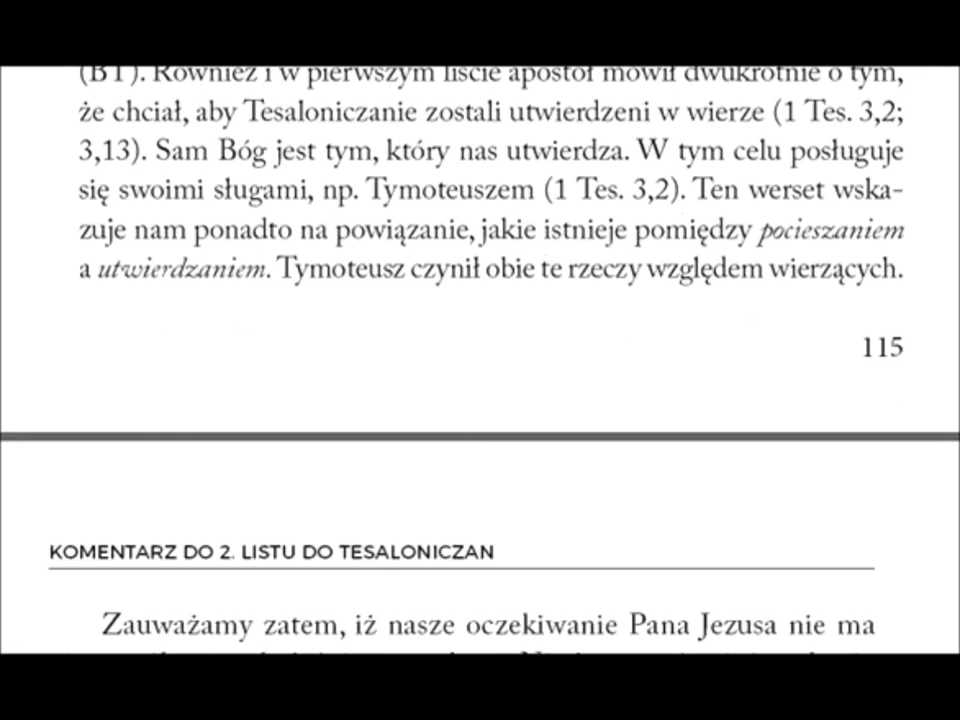 (BT). Również i w pierwszym liście apostoł mówił dwukrotnie o tym,
że chciał, aby Tesaloniczanie zostali utwierdzeni w wierze (1 Tes. 3,2;
3,13). Sam Bóg jest tym, który nas utwierdza. W tym celu posługuje
się swoimi sługami, np. Tymoteuszem (1 Tes. 3,2). Ten werset wska-
zuje nam ponadto na powiązanie, jakie istnieje pomiędzy pocieszaniem
a utwierdzaniem. Tymoteusz czynił obie te rzeczy względem wierzących.
115
KOMENTARZ DO 2. LISTU DO TESALONICZAN
Zauważamy zatem, iż nasze oczekiwanie Pana Jezusa nie ma